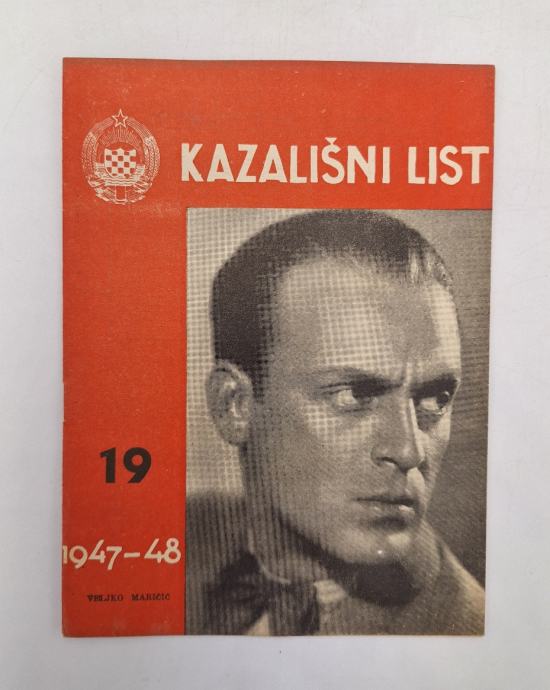 KAZALIŠNI LIST
19
1947-48
VELJKO MARIČIĆ